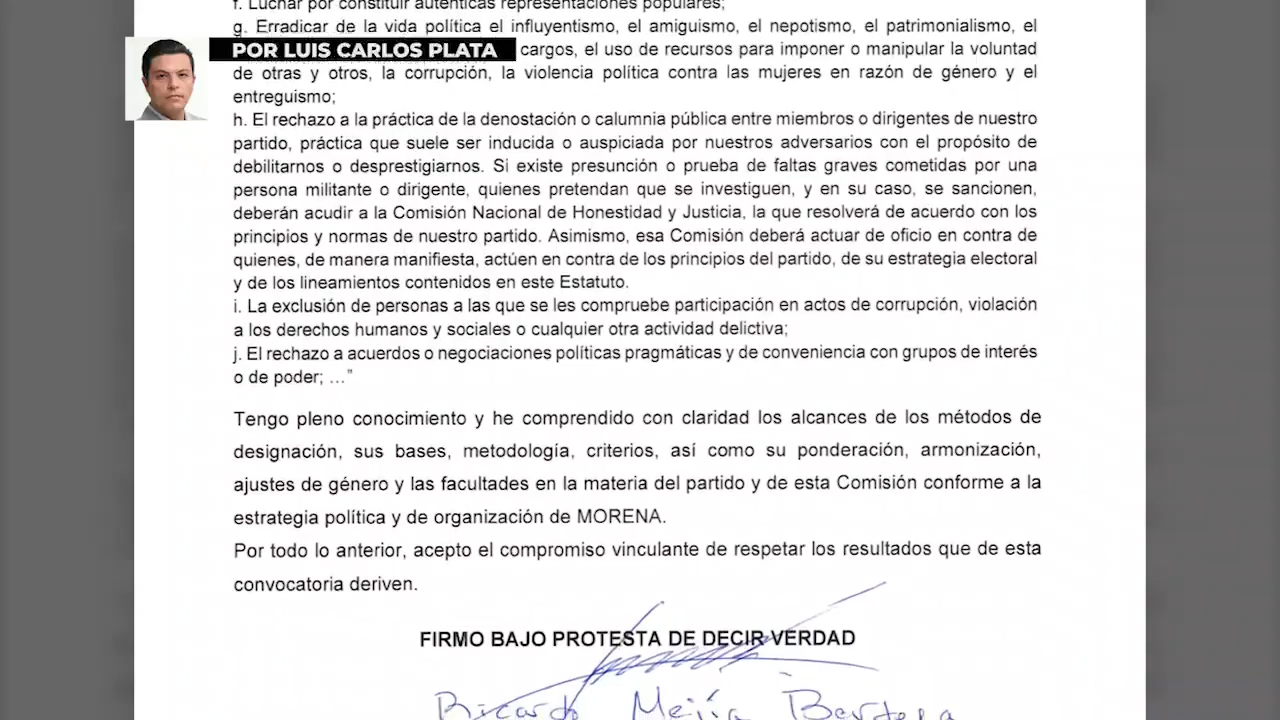 f. Luchar por constituir auténticas representaciones populares;
g. Erradicar de la vida política el influyentismo, el amiguismo, el nepotismo, el patrimonialismo, el
POR LUIS CARLOS PLATA
cargos, el uso de recursos para imponer o manipular la voluntad
de otras y otros, la corrupción, la violencia política contra las mujeres en razón de género y el
entreguismo;
h. El rechazo a la práctica de la denostación o calumnia pública entre miembros o dirigentes de nuestro
partido, práctica que suele ser inducida o auspiciada por nuestros adversarios con el propósito de
debilitarnos o desprestigiarnos. Si existe presunción o prueba de faltas graves cometidas por una
persona militante o dirigente, quienes pretendan que se investiguen, y en su caso, se sancionen,
deberán acudir a la Comisión Nacional de Honestidad y Justicia, la que resolverá de acuerdo con los
principios y normas de nuestro partido. Asimismo, esa Comisión deberá actuar de oficio en contra de
quienes, de manera manifiesta, actúen en contra de los principios del partido, de su estrategia electoral
y de los lineamientos contenidos en este Estatuto.
i. La exclusión de personas a las que se les compruebe participación en actos de corrupción, violación
a los derechos humanos y sociales o cualquier otra actividad delictiva;
j. El rechazo a acuerdos o negociaciones políticas pragmáticas y de conveniencia con grupos de interés
o de poder; …”
Tengo pleno conocimiento y he comprendido con claridad los alcances de los métodos de
designación, sus bases, metodología, criterios, así como su ponderación, armonización,
ajustes de género y las facultades en la materia del partido y de esta Comisión conforme a la
estrategia política y de organización de MORENA.
Por todo lo anterior, acepto el compromiso vinculante de respetar los resultados que de esta
convocatoria deriven.
FIRMO BAJO PROTESTA DE DECIR VERDAD
Ricardo Mejía